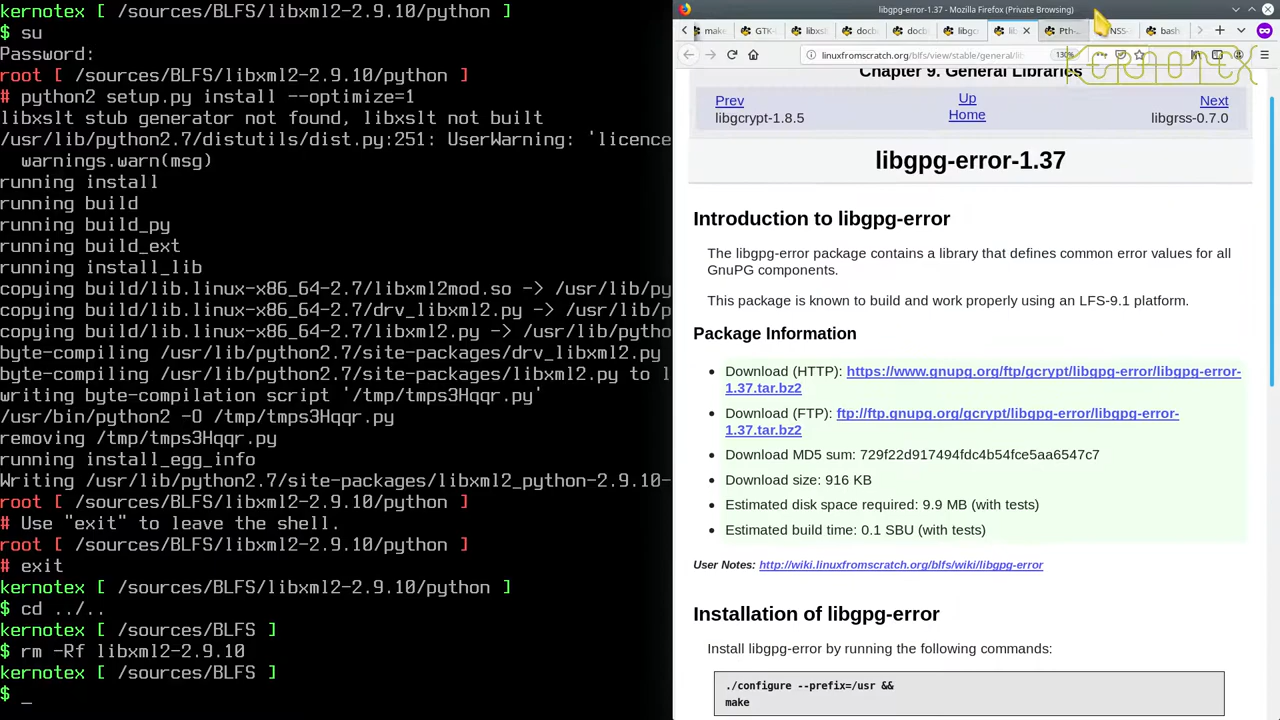 kernotex [ /sources/BLFS/libxml2-2.9.10/python ]
$ su
Password:
root [ /sources/BLFS/libxml2-2.9.10/python ]
# python2 setup.py install --optimize=1
libxslt stub generator not found, libxslt not built
/usr/lib/python2.7/distutils/dist.py:251: UserWarning: 'licence
warnings.warn(msg)
running install
running build
running build_py
running build_ext
running install_lib
copying build/lib.linux-x86_64-2.7/libxml2mod.so -> /usr/lib/py
copying build/lib.linux-x86_64-2.7/drv_libxml2.py -> /usr/lib/p
copying build/lib.linux-x86_64-2.7/libxml2.py -> /usr/lib/pytho
byte-compiling /usr/lib/python2.7/site-packages/drv_libxml2.py
byte-compiling /usr/lib/python2.7/site-packages/libxml2.py to l
writing byte-compilation script '/tmp/tmps3Hqqr.py'
/usr/bin/python2 -O /tmp/tmps3Hqqr.py
removing /tmp/tmps3Hqqr.py
running install_egg_info
Writing /usr/lib/python2.7/site-packages/libxml2_python-2.9.10-
root [ /sources/BLFS/libxml2-2.9.10/python ]
# Use "exit" to leave the shell.
root [ /sources/BLFS/libxml2-2.9.10/python ]
# exit
kernotex [ /sources/BLFS/libxml2-2.9.10/python ]
$ cd ../..
kernotex [ /sources/BLFS ]
$ rm -Rf libxml2-2.9.10
kernotex [ /sources/BLFS ]
$ _
libgpg-error-1.37 - Mozilla Firefox (Private Browsing)
make GTK- libxsl docb docb libgc lib Pth-2 NSS- bash
linuxfromscratch.org/blfs/view/stable/general/lib 130%
KERNOTEX
Chapter 9. General Libraries
Prev Up Next
libgcrypt-1.8.5 Home libgrss-0.7.0
libgpg-error-1.37
Introduction to libgpg-error
The libgpg-error package contains a library that defines common error values for all
GnuPG components.
This package is known to build and work properly using an LFS-9.1 platform.
Package Information
• Download (HTTP): https://www.gnupg.org/ftp/gcrypt/libgpg-error/libgpg-error-
1.37.tar.bz2
• Download (FTP): ftp://ftp.gnupg.org/gcrypt/libgpg-error/libgpg-error-
1.37.tar.bz2
• Download MD5 sum: 729f22d917494fdc4b54fce5aa6547c7
• Download size: 916 KB
• Estimated disk space required: 9.9 MB (with tests)
• Estimated build time: 0.1 SBU (with tests)
User Notes: http://wiki.linuxfromscratch.org/blfs/wiki/libgpg-error
Installation of libgpg-error
Install libgpg-error by running the following commands:
./configure --prefix=/usr &&
make